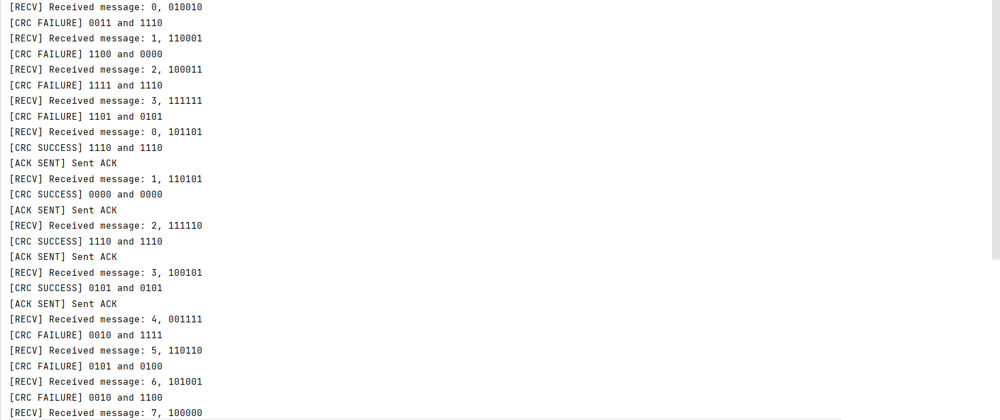 [RECV] Received message: 0, 010010
[CRC FAILURE] 0011 and 1110
[RECV] Received message: 1, 110001
[CRC FAILURE] 1100 and 0000
[RECV] Received message: 2, 100011
[CRC FAILURE] 1111 and 1110
[RECV] Received message: 3, 111111
[CRC FAILURE] 1101 and 0101
[RECV] Received message: 0, 101101
[CRC SUCCESS] 1110 and 1110
[ACK SENT] Sent ACK
[RECV] Received message: 1, 110101
[CRC SUCCESS] 0000 and 0000
[ACK SENT] Sent ACK
[RECV] Received message: 2, 111110
[CRC SUCCESS] 1110 and 1110
[ACK SENT] Sent ACK
[RECV] Received message: 3, 100101
[CRC SUCCESS] 0101 and 0101
[ACK SENT] Sent ACK
[RECV] Received message: 4, 001111
[CRC FAILURE] 0010 and 1111
[RECV] Received message: 5, 110110
[CRC FAILURE] 0101 and 0100
[RECV] Received message: 6, 101001
[CRC FAILURE] 0010 and 1100
[RECV] Received message: 7, 100000